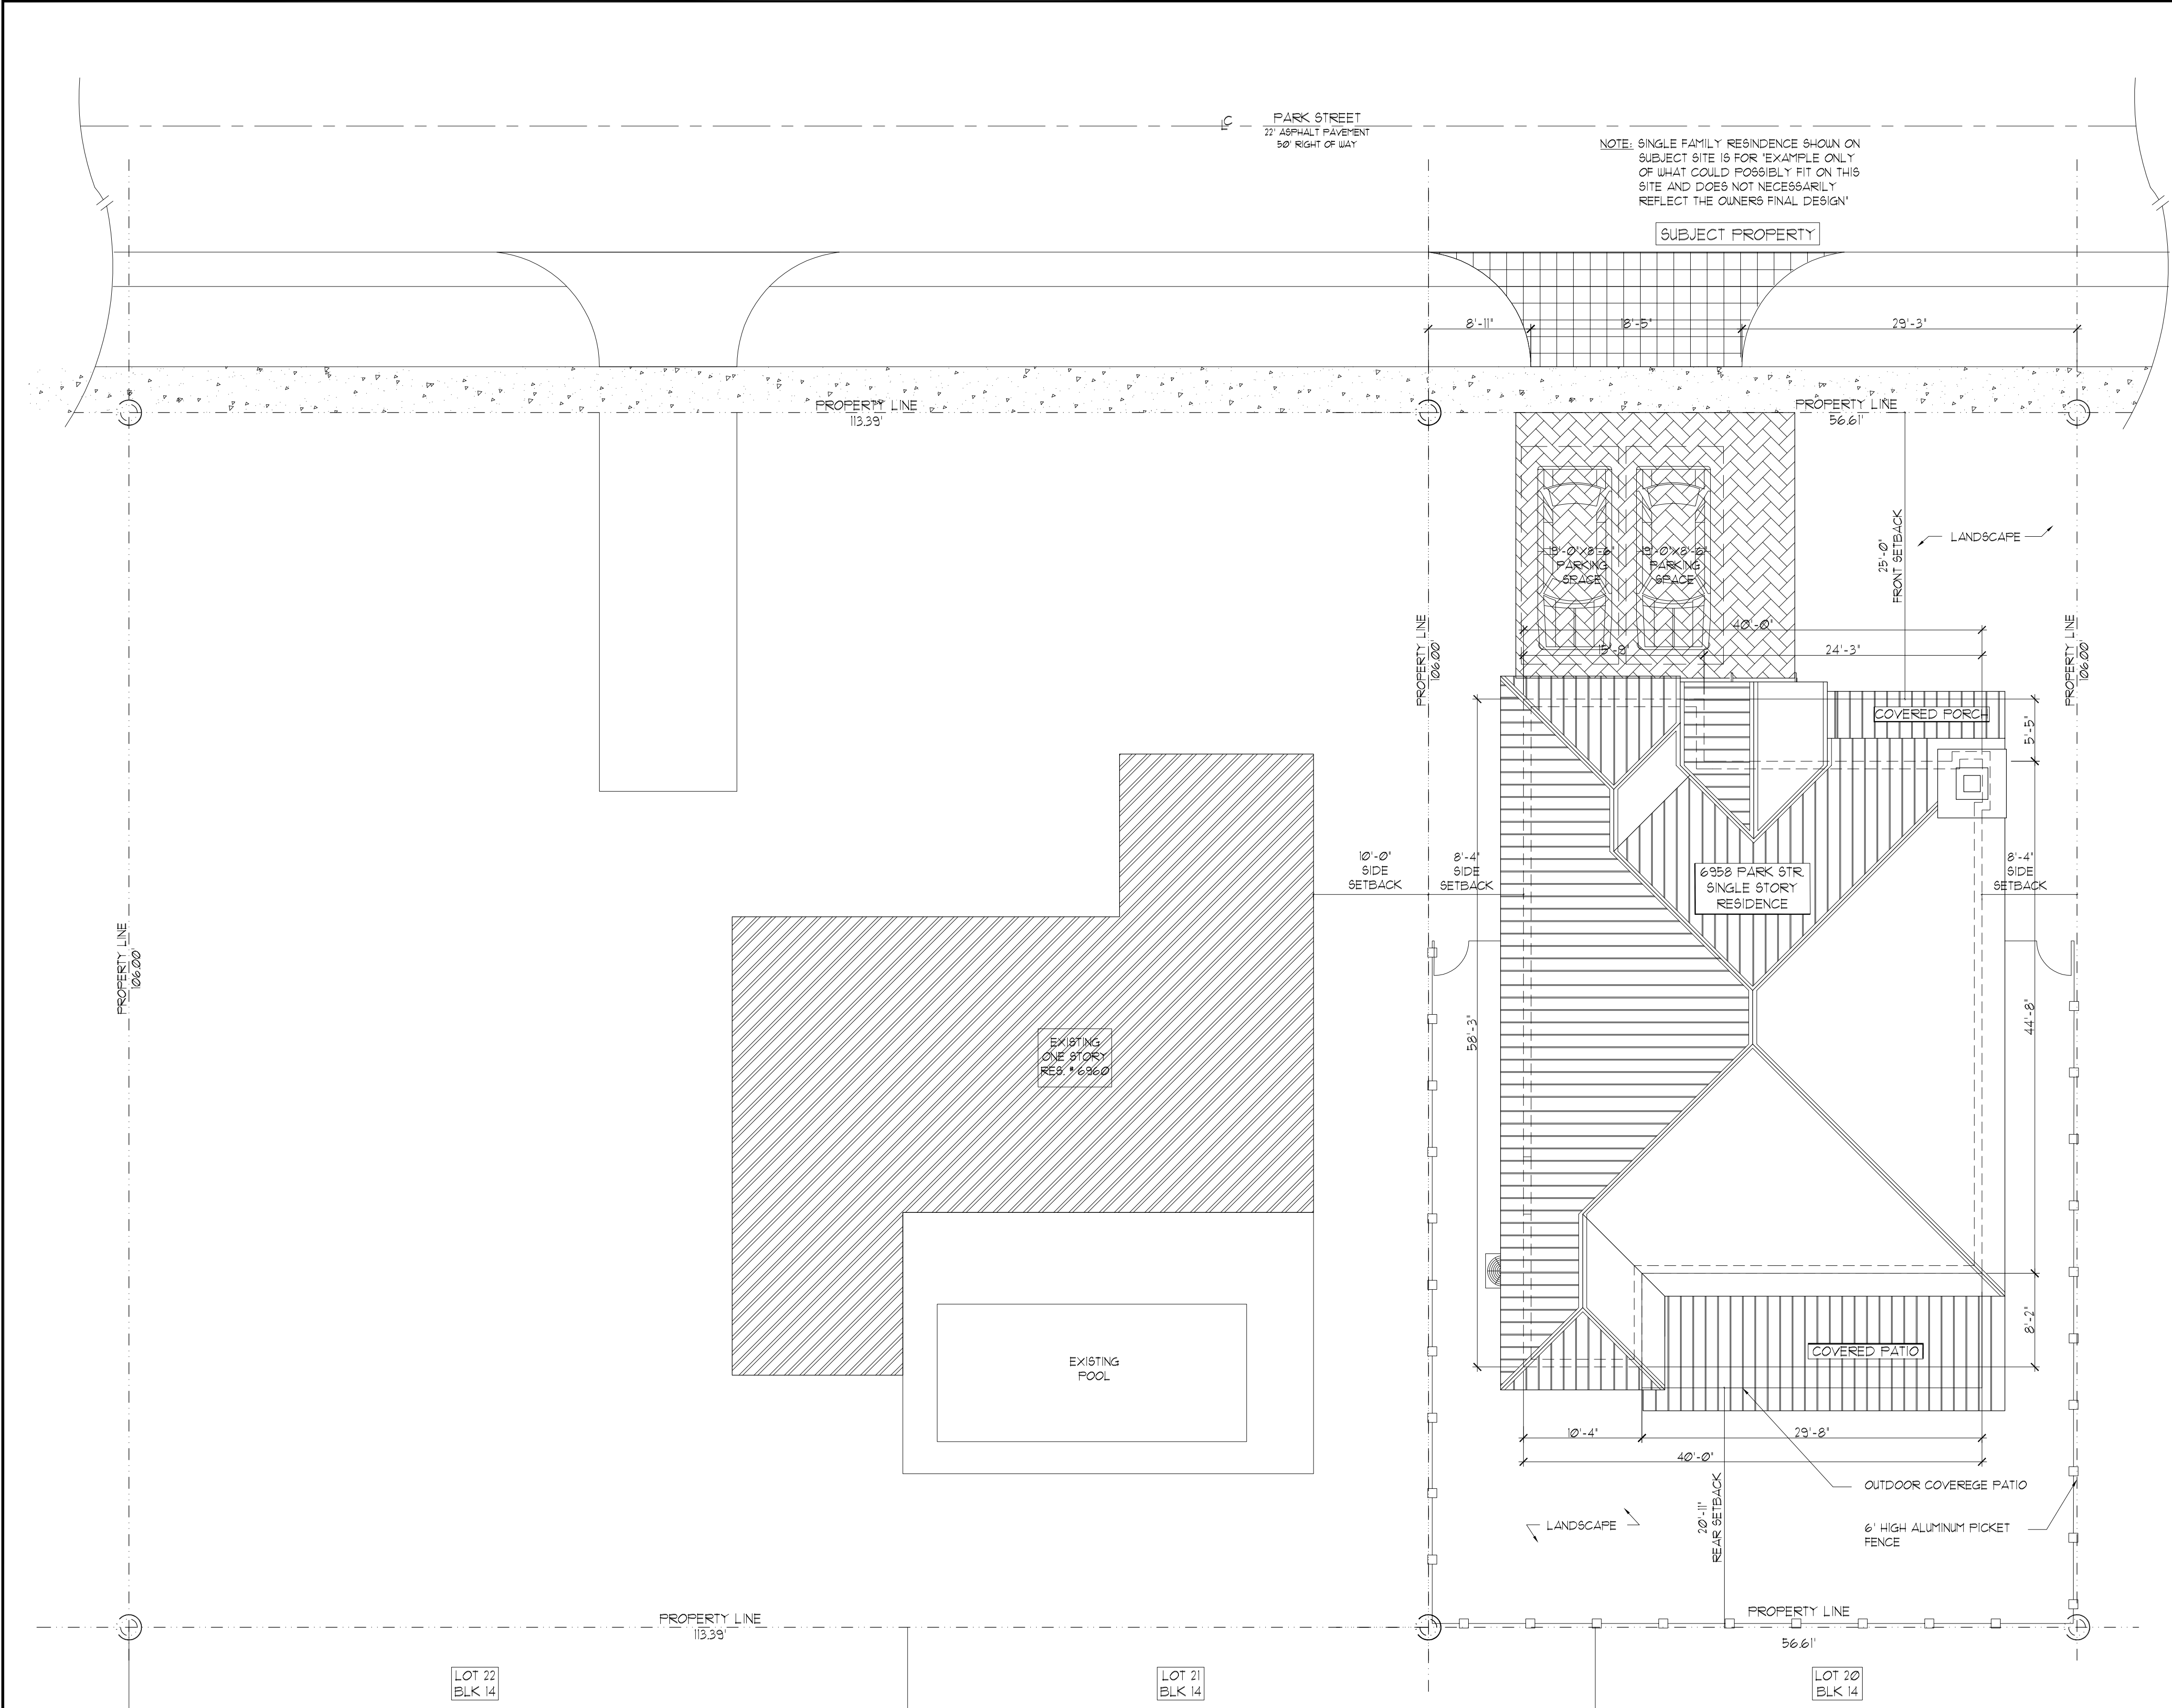 C
L
PARK STREET
22' ASPHALT PAVEMENT
50' RIGHT OF WAY
NOTE: SINGLE FAMILY RESINDENCE SHOWN ON
SUBJECT SITE IS FOR "EXAMPLE ONLY
OF WHAT COULD POSSIBLY FIT ON THIS
SITE AND DOES NOT NECESSARILY
REFLECT THE OWNERS FINAL DESIGN"
SUBJECT PROPERTY
8'-11"
18'-5"
29'-3"
PROPERTY LINE
113.39'
PROPERTY LINE
56.61'
25'-0"
FRONT SETBACK
LANDSCAPE
19'-0"X8'-6"
PARKING
SPACE
19'-0"X8'-6"
PARKING
SPACE
40'-0"
24'-3"
PROPERTY LINE
106.00'
PROPERTY LINE
106.00'
COVERED PORCH
5'-5"
10'-0"
SIDE
SETBACK
8'-4"
SIDE
SETBACK
6958 PARK STR.
SINGLE STORY
RESIDENCE
8'-4"
SIDE
SETBACK
PROPERTY LINE
106.00'
58'-3"
44'-8"
EXISTING
ONE STORY
RES. # 6960
8'-2"
COVERED PATIO
EXISTING
POOL
10'-4"
29'-8"
40'-0"
OUTDOOR COVEREGE PATIO
20'-11"
REAR SETBACK
LANDSCAPE
6' HIGH ALUMINUM PICKET
FENCE
PROPERTY LINE
113.39'
PROPERTY LINE
56.61'
LOT 22
BLK 14
LOT 21
BLK 14
LOT 20
BLK 14